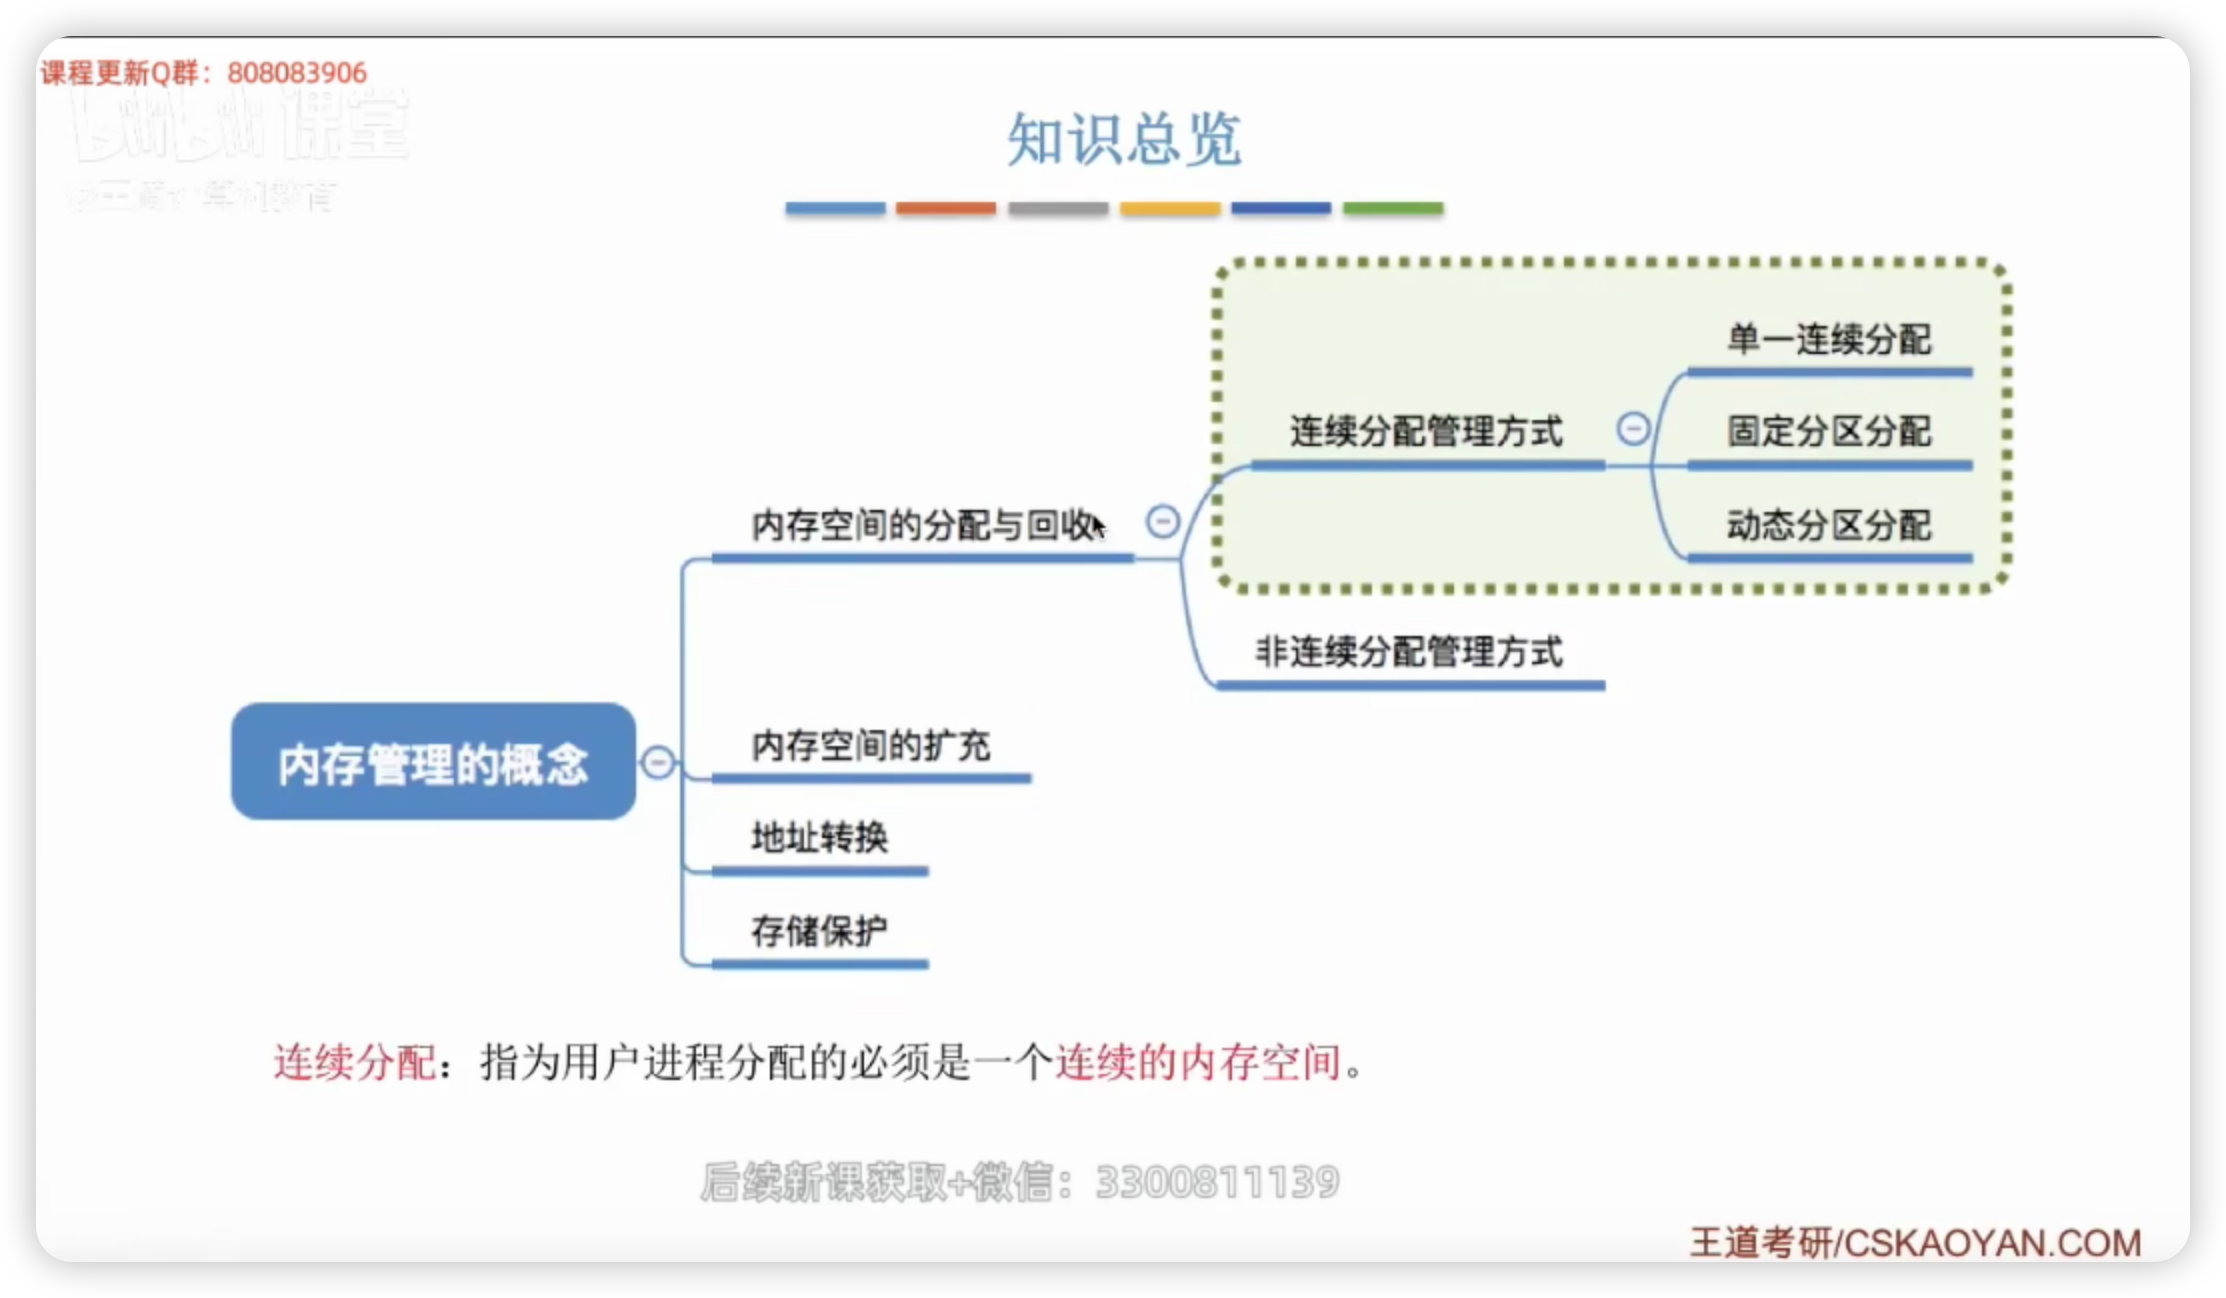 课程更新Q群：808083906
bilibili 课堂
知识总览
单一连续分配
连续分配管理方式
固定分区分配
内存空间的分配与回收
动态分区分配
非连续分配管理方式
内存管理的概念
内存空间的扩充
地址转换
存储保护
连续分配：指为用户进程分配的必须是一个连续的内存空间。
后续新课获取+微信：3300811139
王道考研/CSKAOYAN.COM